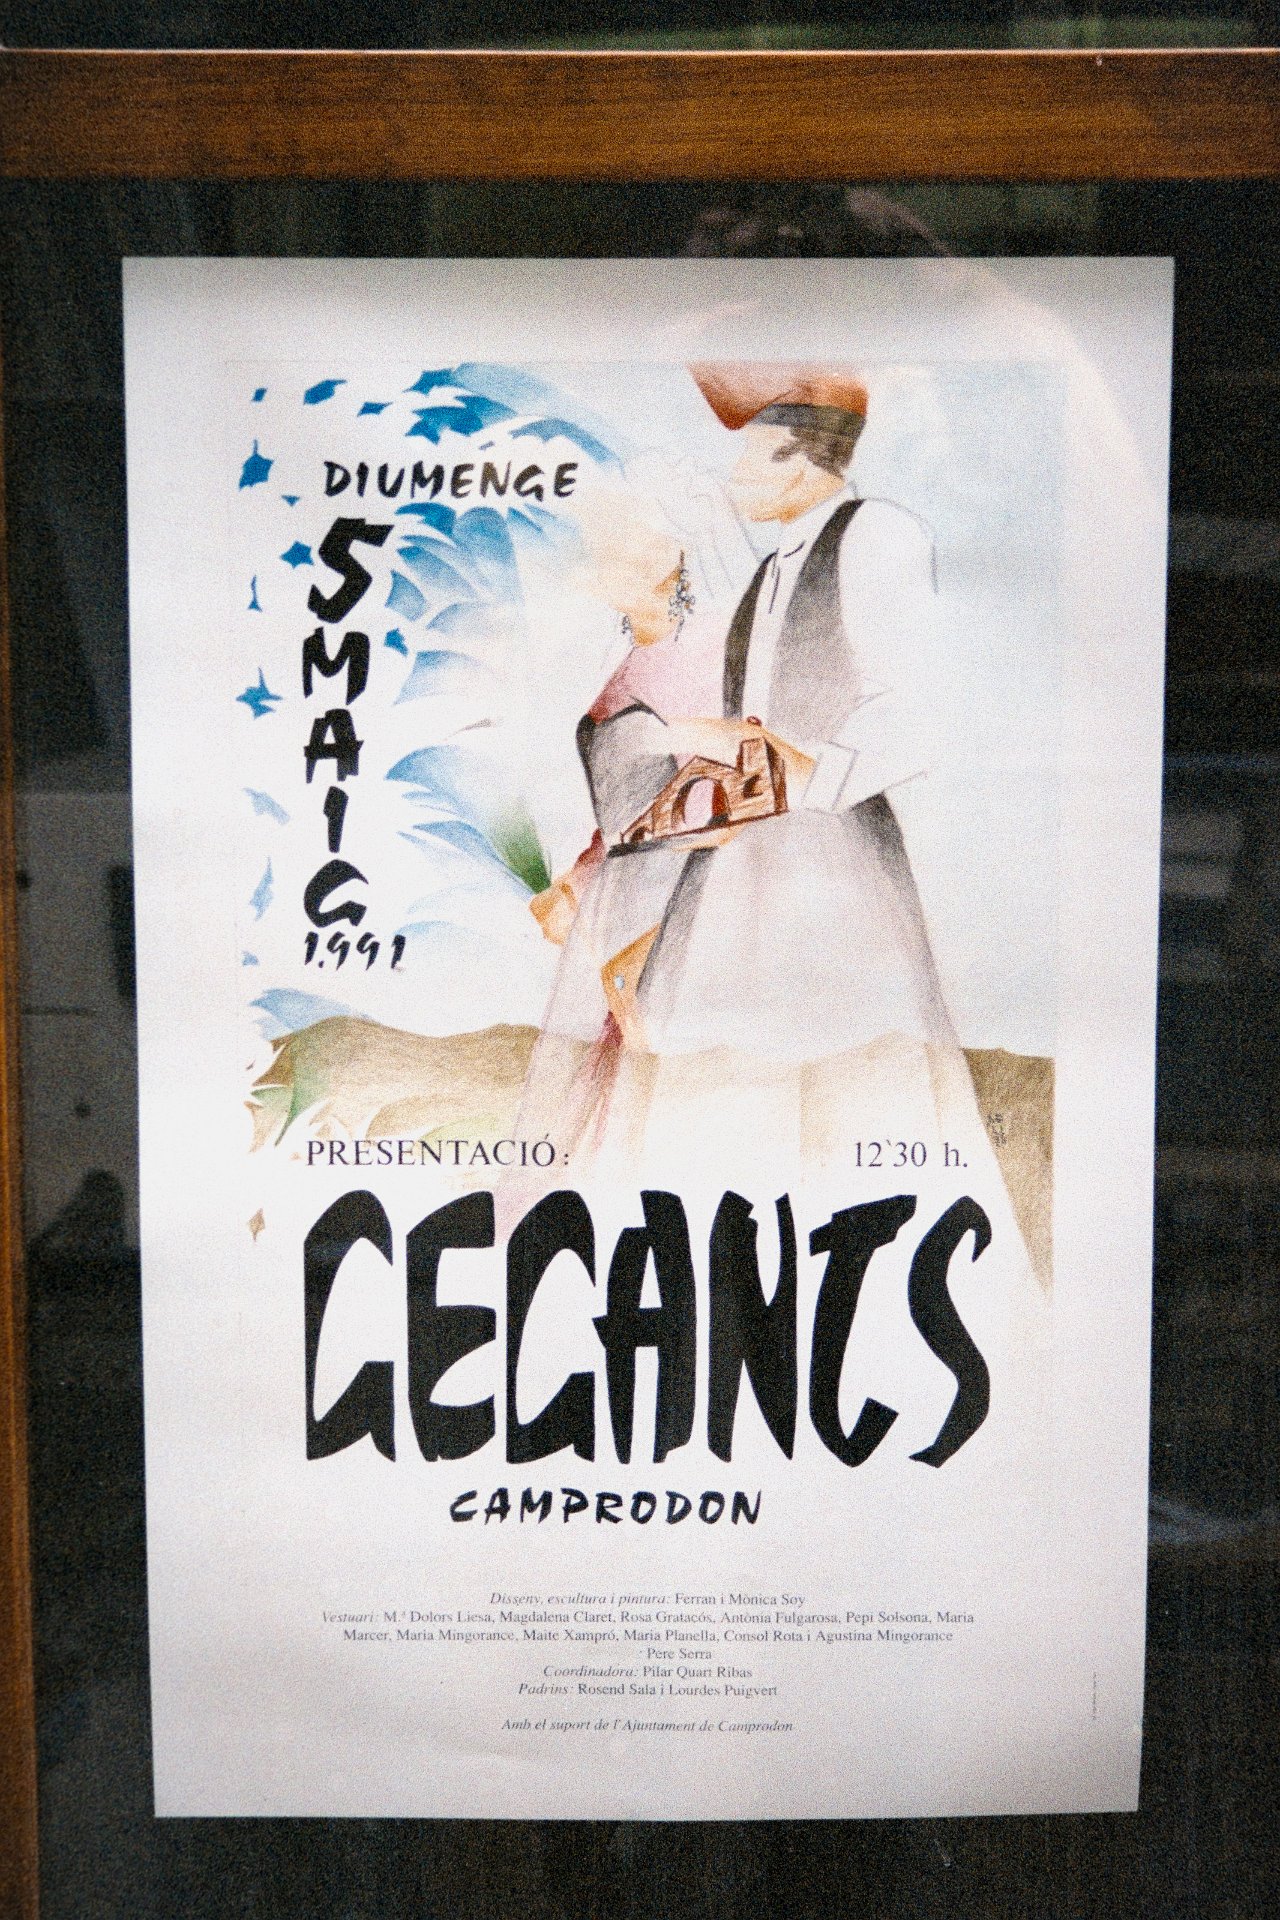 DIUMENGE
5
MAIG
1.991
PRESENTACIÓ:
12`30 h.
GEGANTS
CAMPRODON
Disseny, escultura i pintura: Ferran i Mònica Soy
Vestuari: M.ª Dolors Liesa, Magdalena Claret, Rosa Gratacós, Antònia Fulgarosa, Pepi Solsona, Maria
Marcer, Maria Mingorance, Maite Xampró, Maria Planella, Consol Rota i Agustina Mingorance
: Pere Serra
Coordinadora: Pilar Quart Ribas
Padrins: Rosend Sala i Lourdes Puigvert
Amb el suport de l'Ajuntament de Camprodon